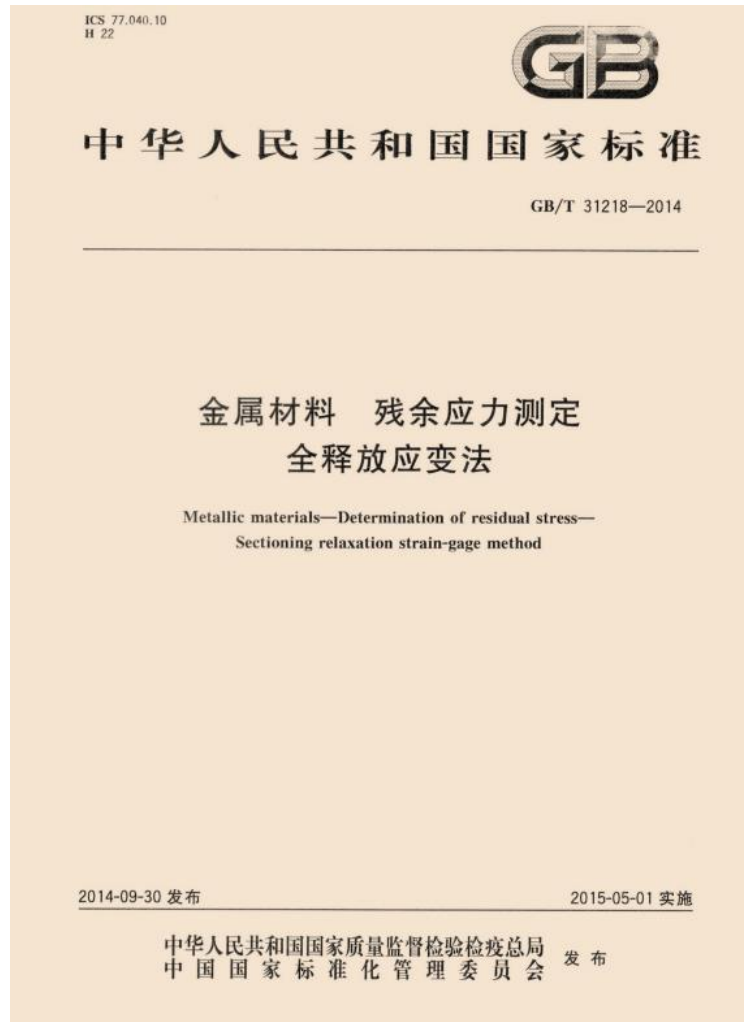 ICS 77.040.10
H 22
GB
中华人民共和国国家标准
GB/T 31218—2014
金属材料 残余应力测定
全释放应变法
Metallic materials—Determination of residual stress—
Sectioning relaxation strain-gage method
2014-09-30 发布
2015-05-01 实施
中华人民共和国国家质量监督检验检疫总局
中国国家标准化管理委员会
发布